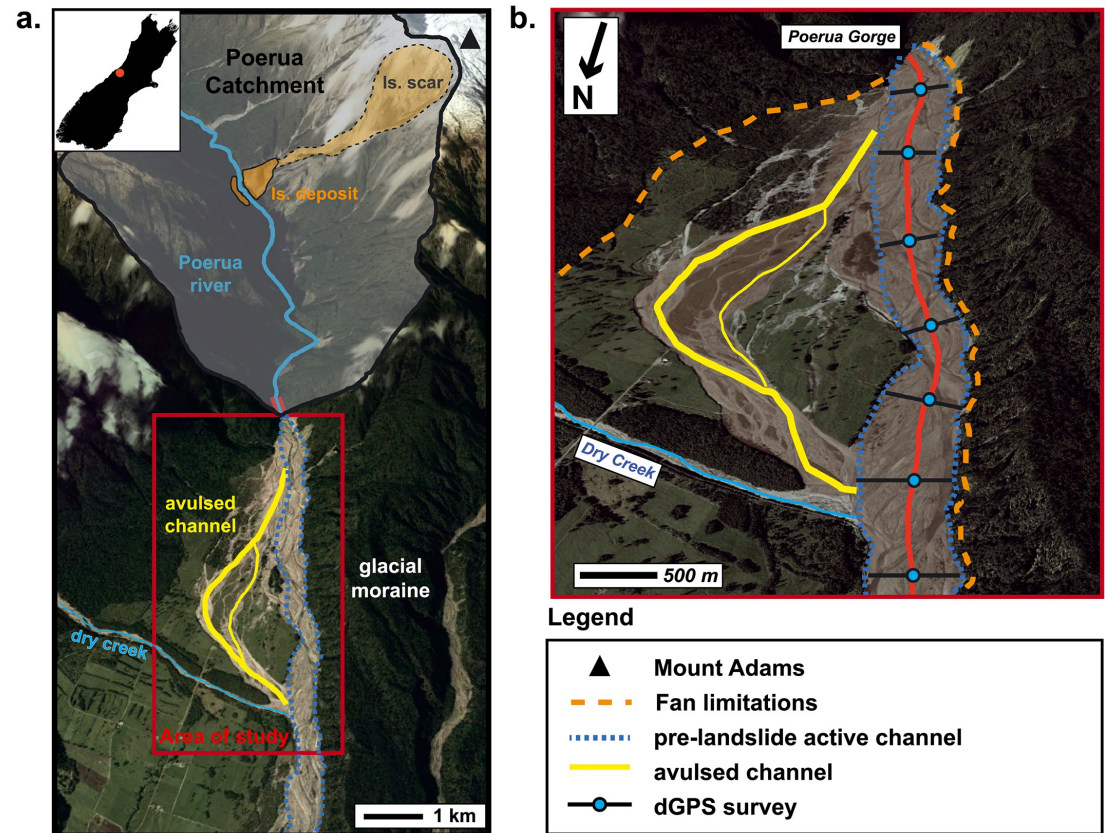 a.
Poerua
Catchment
ls. scar
ls. deposit
Poerua
river
avulsed
channel
glacial
moraine
dry creek
Area of study
1 km
b.
N
Poerua Gorge
Dry Creek
500 m
Legend
Mount Adams
Fan limitations
pre-landslide active channel
avulsed channel
dGPS survey